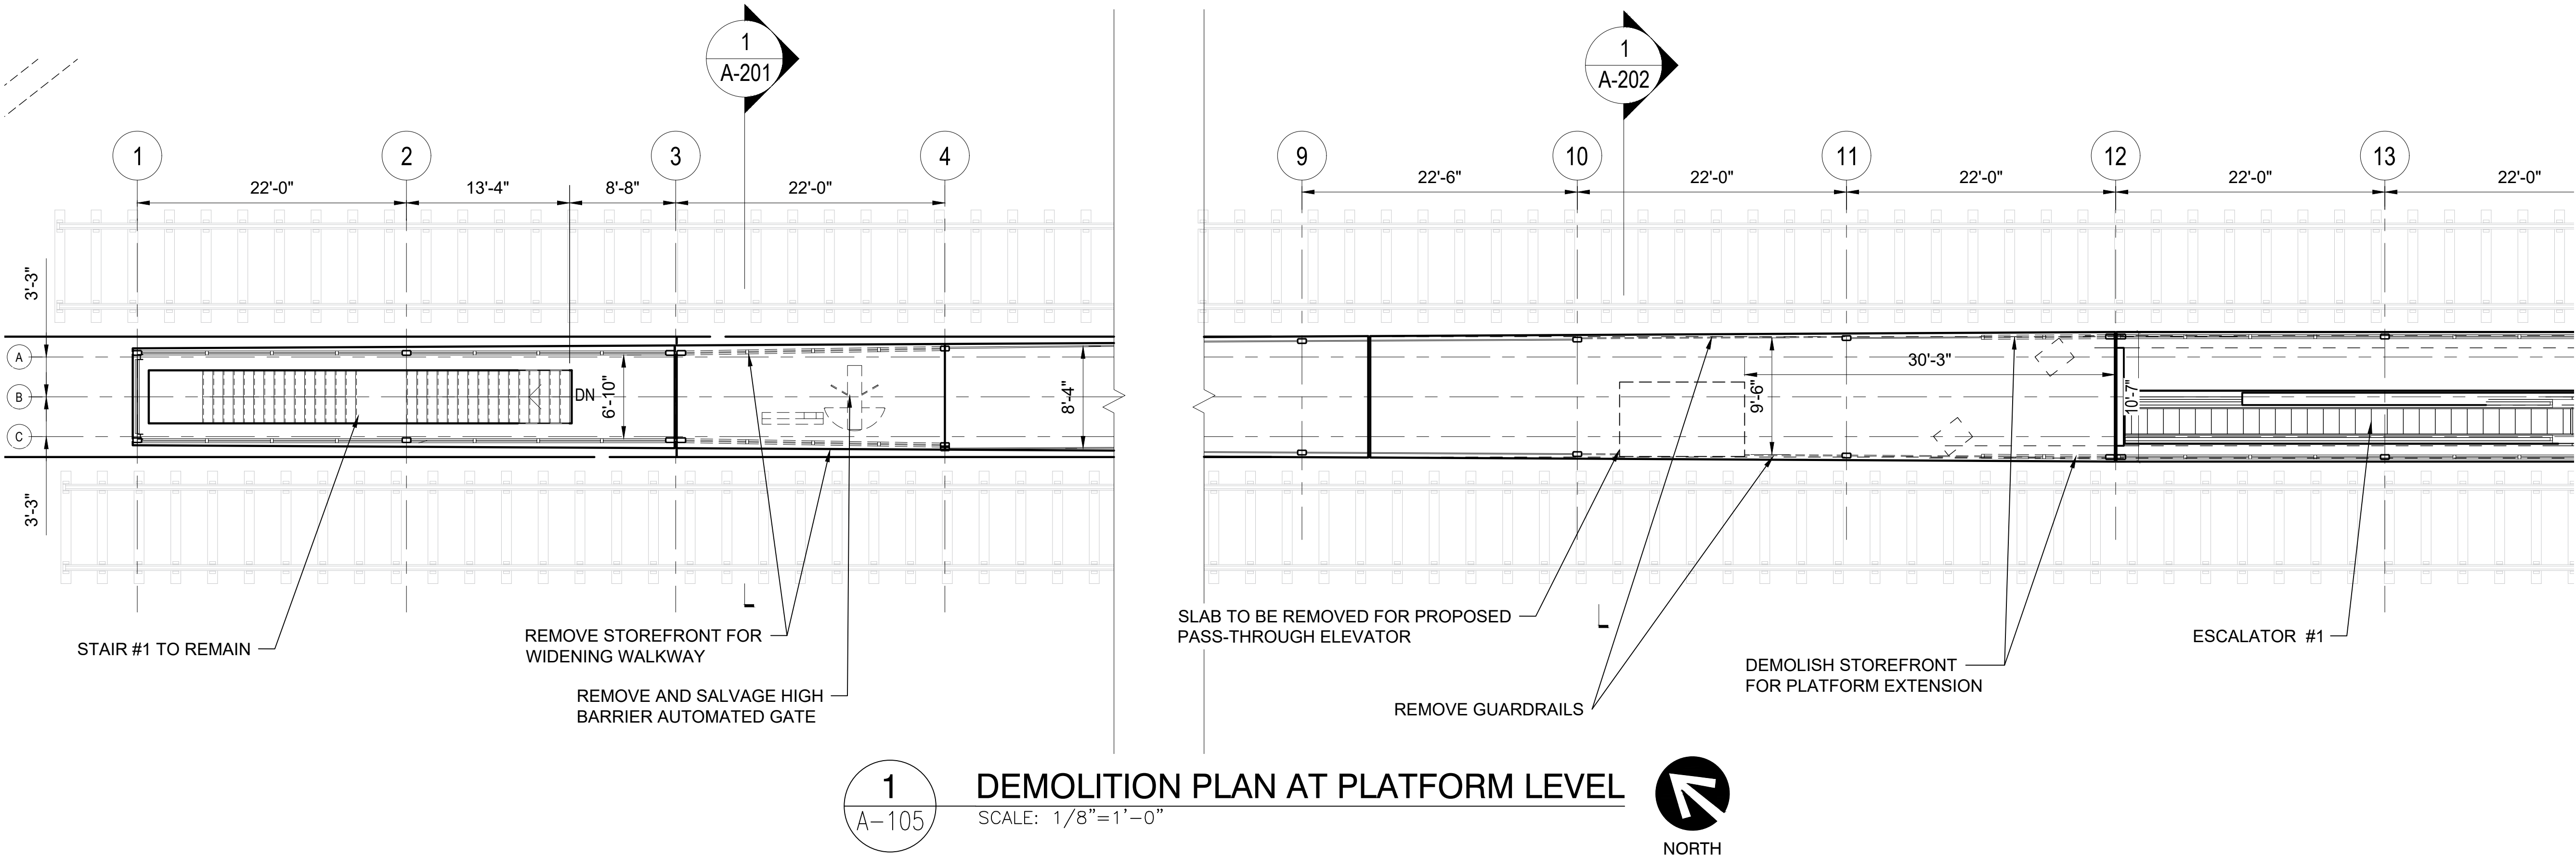 1
A-201
1
A-202
1
2
3
4
9
10
11
12
13
22'-0"
13'-4"
8'-8"
22'-0"
22'-6"
22'-0"
22'-0"
22'-0"
22'-0"
3'-3"
A
B
C
3'-3"
DN
6'-10"
8'-4"
9'-6"
30'-3"
10'-7"
STAIR #1 TO REMAIN
REMOVE STOREFRONT FOR
WIDENING WALKWAY
REMOVE AND SALVAGE HIGH
BARRIER AUTOMATED GATE
SLAB TO BE REMOVED FOR PROPOSED
PASS-THROUGH ELEVATOR
REMOVE GUARDRAILS
DEMOLISH STOREFRONT
FOR PLATFORM EXTENSION
ESCALATOR #1
1
A-105
DEMOLITION PLAN AT PLATFORM LEVEL
SCALE: 1/8"=1'-0"
NORTH